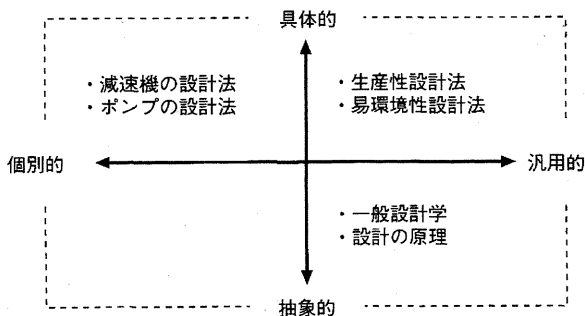 具体的
・減速機の設計法
・ポンプの設計法
・生産性設計法
・易環境性設計法
個別的
汎用的
・一般設計学
・設計の原理
抽象的